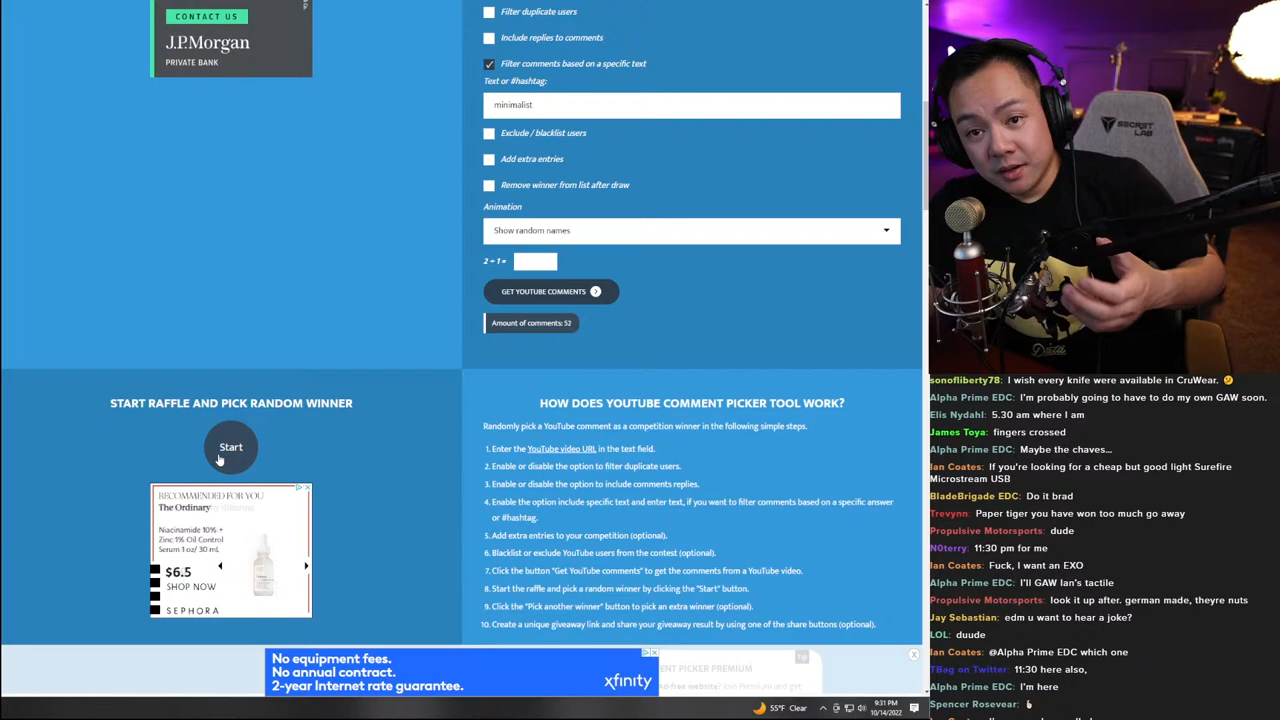 CONTACT US
J.P.Morgan
PRIVATE BANK
Filter duplicate users
Include replies to comments
Filter comments based on a specific text
Text or #hashtag:
minimalist
Exclude / blacklist users
Add extra entries
Remove winner from list after draw
Animation
Show random names
GET YOUTUBE COMMENTS
Amount of comments: 52
START RAFFLE AND PICK RANDOM WINNER
Start
RECOMMENDED FOR YOU
The Ordinary
Niacinamide 10% +
Zinc 1% Oil Control
Serum 1 oz/ 30 mL
$6.5
SHOP NOW
SEPHORA
HOW DOES YOUTUBE COMMENT PICKER TOOL WORK?
Randomly pick a YouTube comment as a competition winner in the following simple steps.
1. Enter the YouTube video URL in the text field.
2. Enable or disable the option to filter duplicate users.
3. Enable or disable the option to include comments replies.
4. Enable the option include specific text and enter text, if you want to filter comments based on a specific answer
or #hashtag.
5. Add extra entries to your competition (optional).
6. Blacklist or exclude YouTube users from the contest (optional).
7. Click the button "Get YouTube comments" to get the comments from a YouTube video.
8. Start the raffle and pick a random winner by clicking the "Start" button.
9. Click the "Pick another winner" button to pick an extra winner (optional).
10. Create a unique giveaway link and share your giveaway result by using one of the share buttons (optional).
No equipment fees.
No annual contract.
2-year Internet rate guarantee.
xfinity
ENT PICKER PREMIUM
Tip
Ad-free website? Join Premium and get
X
55°F Clear
9:31 PM
10/14/2022
SECRET
LAB
sonofliberty78: I wish every knife were available in CruWear. 😕
Alpha Prime EDC: I'm probably going to have to do my own GAW soon.
Elis Nydahl: 5.30 am where I am
James Toya: fingers crossed
Alpha Prime EDC: Maybe the chaves...
Ian Coates: If you're looking for a cheap but good light Surefire
Microstream USB
BladeBrigade EDC: Do it brad
Trevynn: Paper tiger you have won too much go away
Propulsive Motorsports: dude
N0terry: 11:30 pm for me
Ian Coates: Fuck, I want an EXO
Alpha Prime EDC: I'll GAW Ian's tactile
Propulsive Motorsports: look it up after. german made, theyre nuts
Jay Sebastian: edm u want to hear a joke?
LOL: duude
Ian Coates: @Alpha Prime EDC which one
TBag on Twitter: 11:30 here also,
Alpha Prime EDC: I'm here
Spencer Rosevear: